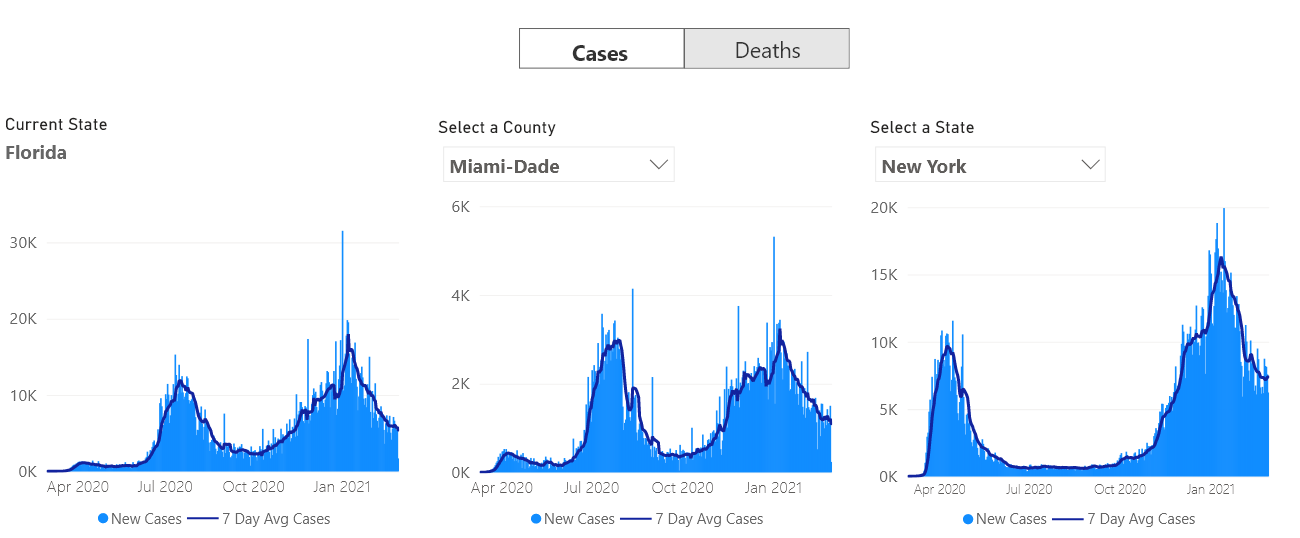 Cases Deaths
Current State
Florida
Select a County
Miami-Dade
Select a State
New York
30K
20K
10K
0K
Apr 2020 Jul 2020 Oct 2020 Jan 2021
New Cases 7 Day Avg Cases
6K
4K
2K
0K
Apr 2020 Jul 2020 Oct 2020 Jan 2021
New Cases 7 Day Avg Cases
20K
15K
10K
5K
0K
Apr 2020 Jul 2020 Oct 2020 Jan 2021
New Cases 7 Day Avg Cases